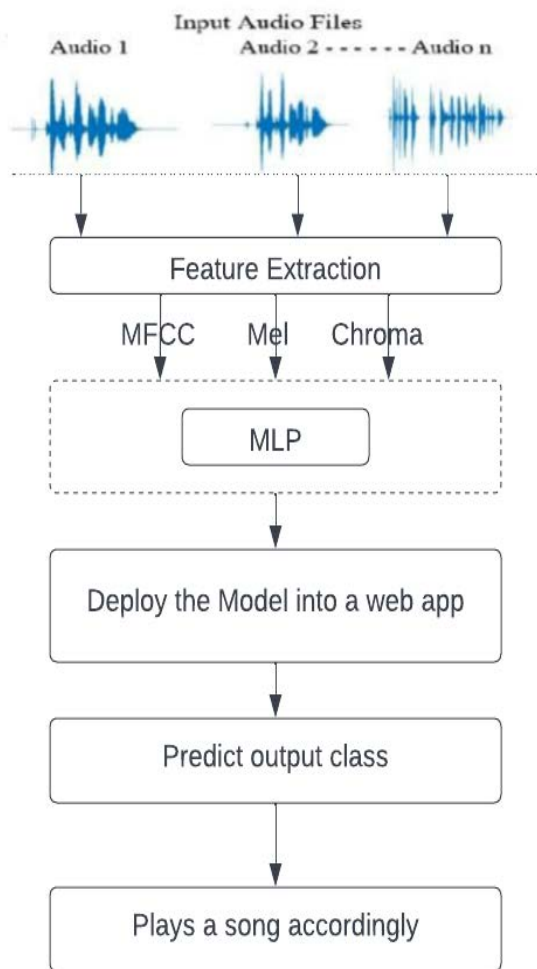 Input Audio Files
Audio 1 Audio 2 - - - - - - Audio n
Feature Extraction
MFCC Mel Chroma
MLP
Deploy the Model into a web app
Predict output class
Plays a song accordingly